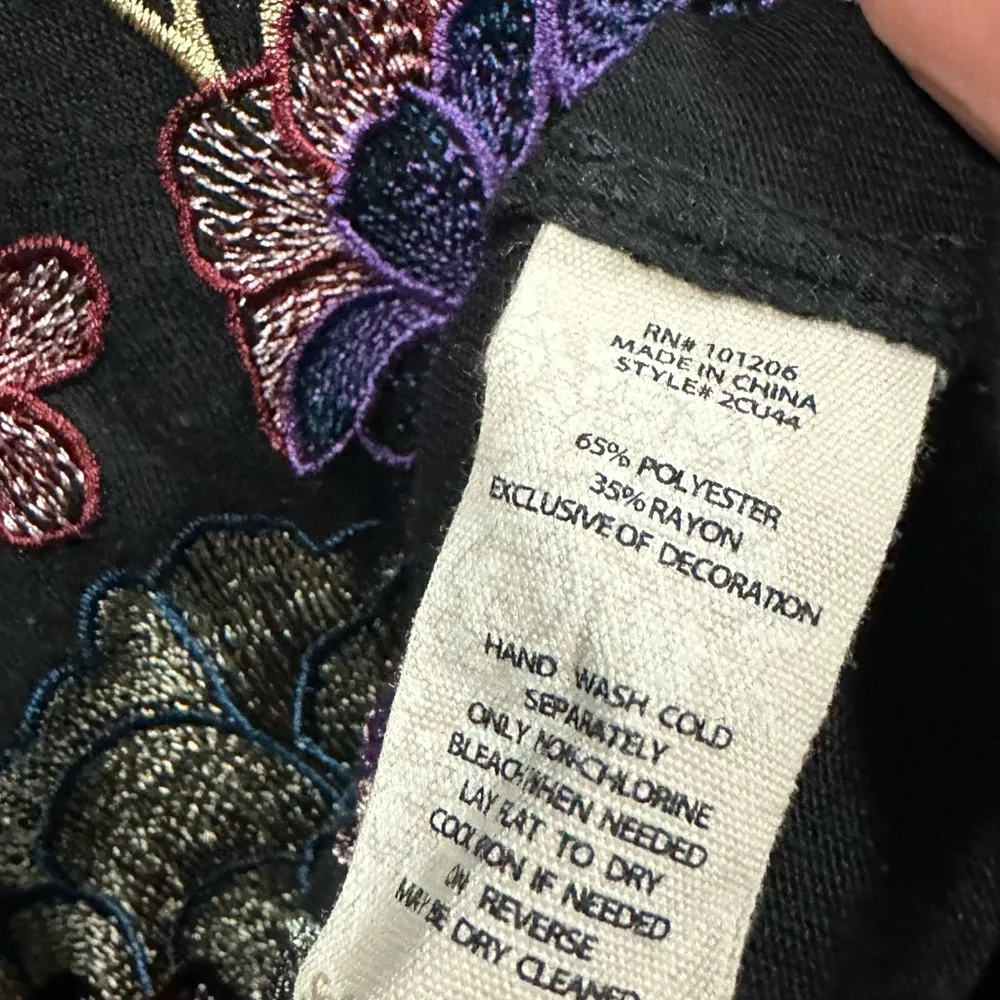 RN# 101206
MADE IN CHINA
STYLE# 2CU44
65% POLYESTER
35% RAYON
EXCLUSIVE OF DECORATION
HAND WASH COLD
SEPARATELY
ONLY NON-CHLORINE
BLEACH WHEN NEEDED
LAY FLAT TO DRY
COOL IRON IF NEEDED
ON REVERSE
MAY BE DRY CLEANED